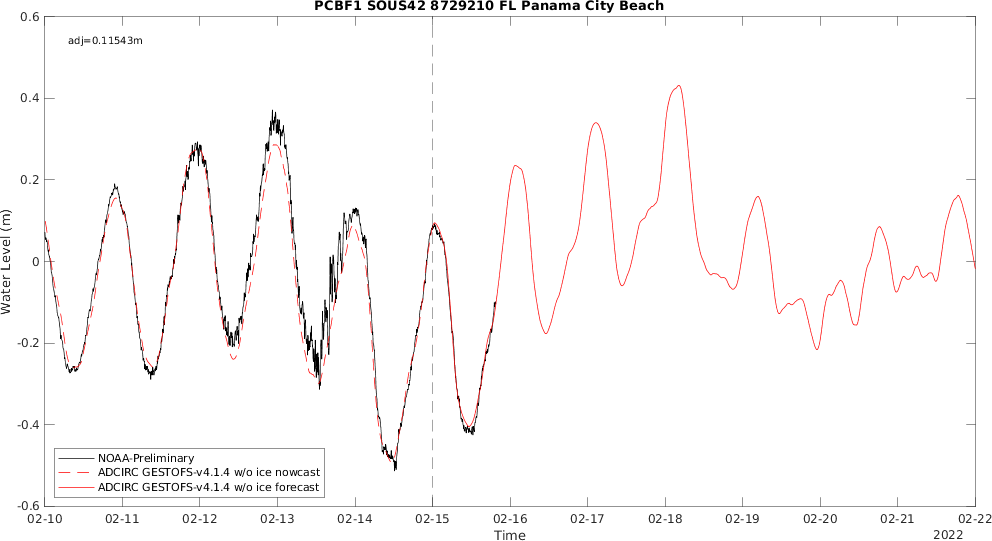 PCBF1 SOUS42 8729210 FL Panama City Beach
0.6
adj=0.11543m
0.4
0.2
0
-0.2
-0.4
-0.6
Water Level (m)
NOAA-Preliminary
ADCIRC GESTOFS-v4.1.4 w/o ice nowcast
ADCIRC GESTOFS-v4.1.4 w/o ice forecast
02-10 02-11 02-12 02-13 02-14 02-15 02-16 02-17 02-18 02-19 02-20 02-21 02-22
Time
2022